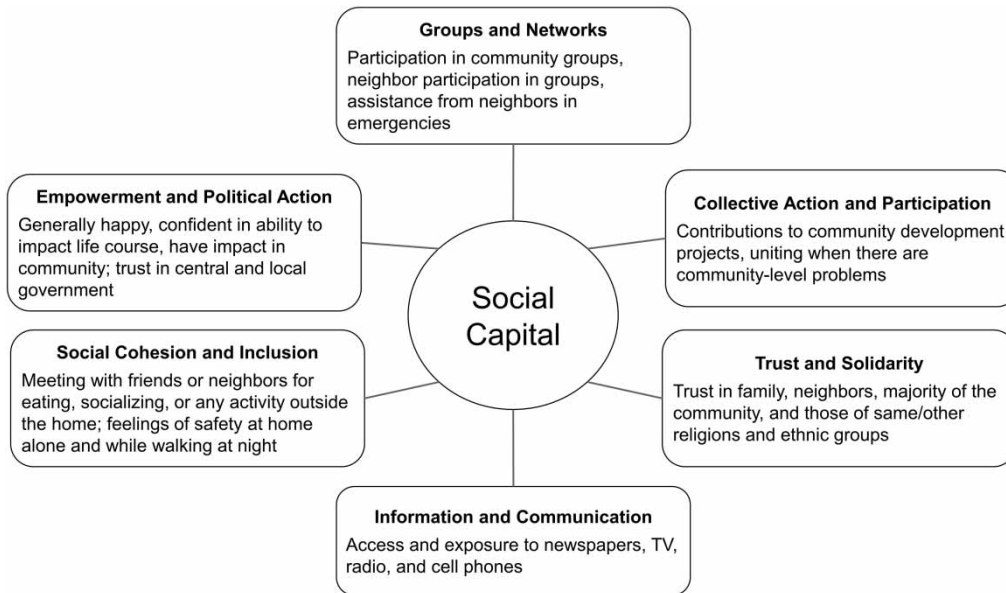 Groups and Networks
Participation in community groups,
neighbor participation in groups,
assistance from neighbors in
emergencies
Empowerment and Political Action
Generally happy, confident in ability to
impact life course, have impact in
community; trust in central and local
government
Collective Action and Participation
Contributions to community development
projects, uniting when there are
community-level problems
Social
Capital
Social Cohesion and Inclusion
Meeting with friends or neighbors for
eating, socializing, or any activity outside
the home; feelings of safety at home
alone and while walking at night
Trust and Solidarity
Trust in family, neighbors, majority of the
community, and those of same/other
religions and ethnic groups
Information and Communication
Access and exposure to newspapers, TV,
radio, and cell phones